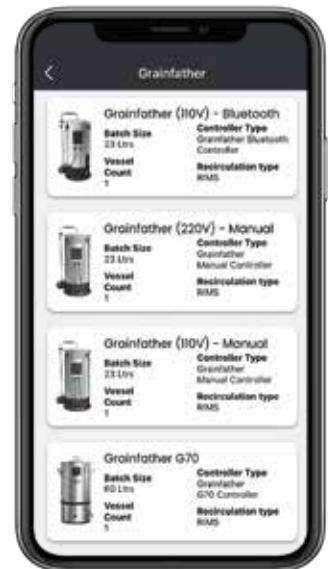 Grainfather
Grainfather (110V) - Bluetooth
Batch Size
23 Ltrs
Vessel
Count
1
Controller Type
Grainfather Bluetooth
Controller
Recirculation type
RIMS
Grainfather (220V) - Manual
Batch Size
23 Ltrs
Vessel
Count
1
Controller Type
Grainfather
Manual Controller
Recirculation type
RIMS
Grainfather (110V) - Manual
Batch Size
23 Ltrs
Vessel
Count
1
Controller Type
Grainfather
Manual Controller
Recirculation type
RIMS
Grainfather G70
Batch Size
60 Ltrs
Vessel
Count
1
Controller Type
Grainfather
G70 Controller
Recirculation type
RIMS